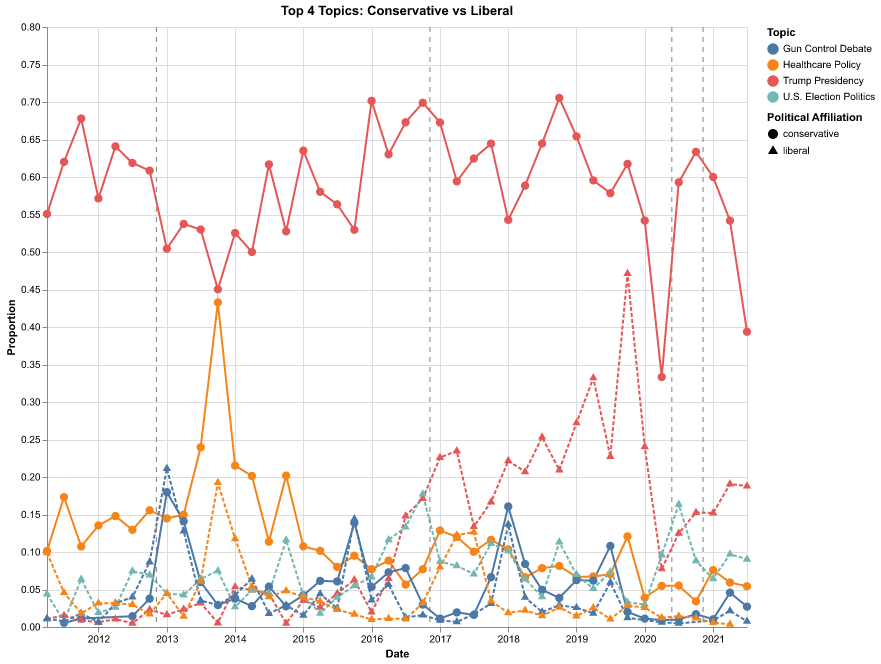 Top 4 Topics: Conservative vs Liberal
Topic
Gun Control Debate
Healthcare Policy
Trump Presidency
U.S. Election Politics
Political Affiliation
conservative
liberal
Proportion
0.80
0.75
0.70
0.65
0.60
0.55
0.50
0.45
0.40
0.35
0.30
0.25
0.20
0.15
0.10
0.05
0.00
2012 2013 2014 2015 2016 2017 2018 2019 2020 2021
Date